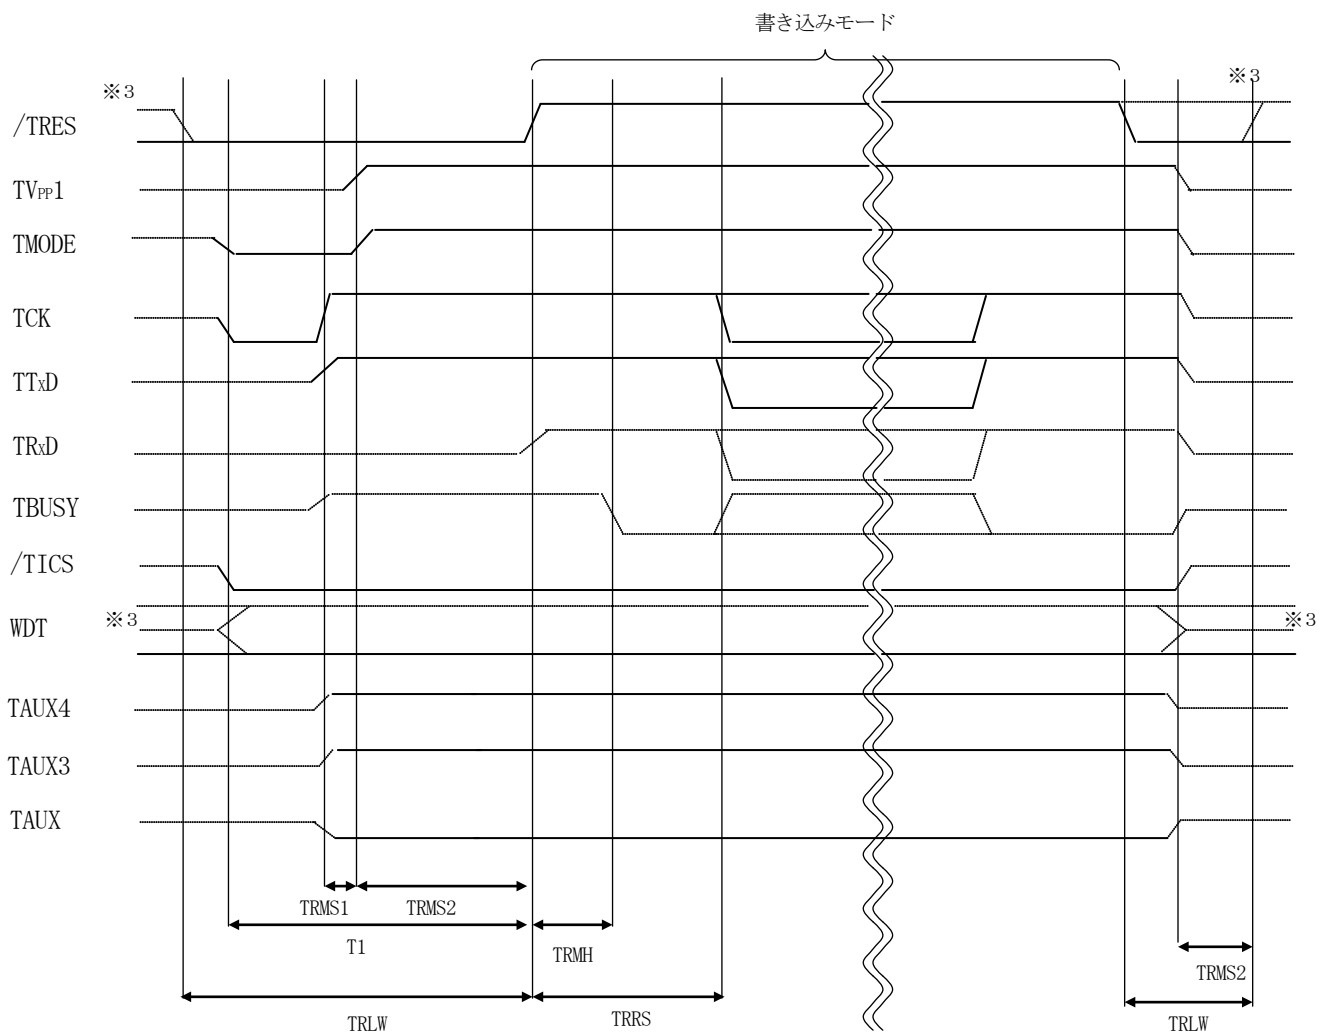 書き込みモード
※3
※3
/TRES
TVPP1
TMODE
TCK
TTxD
TRxD
TBUSY
/TICS
※3
WDT
※3
TAUX4
TAUX3
TAUX
TRMS1
TRMS2
T1
TRMH
TRMS2
TRLW
TRRS
TRLW